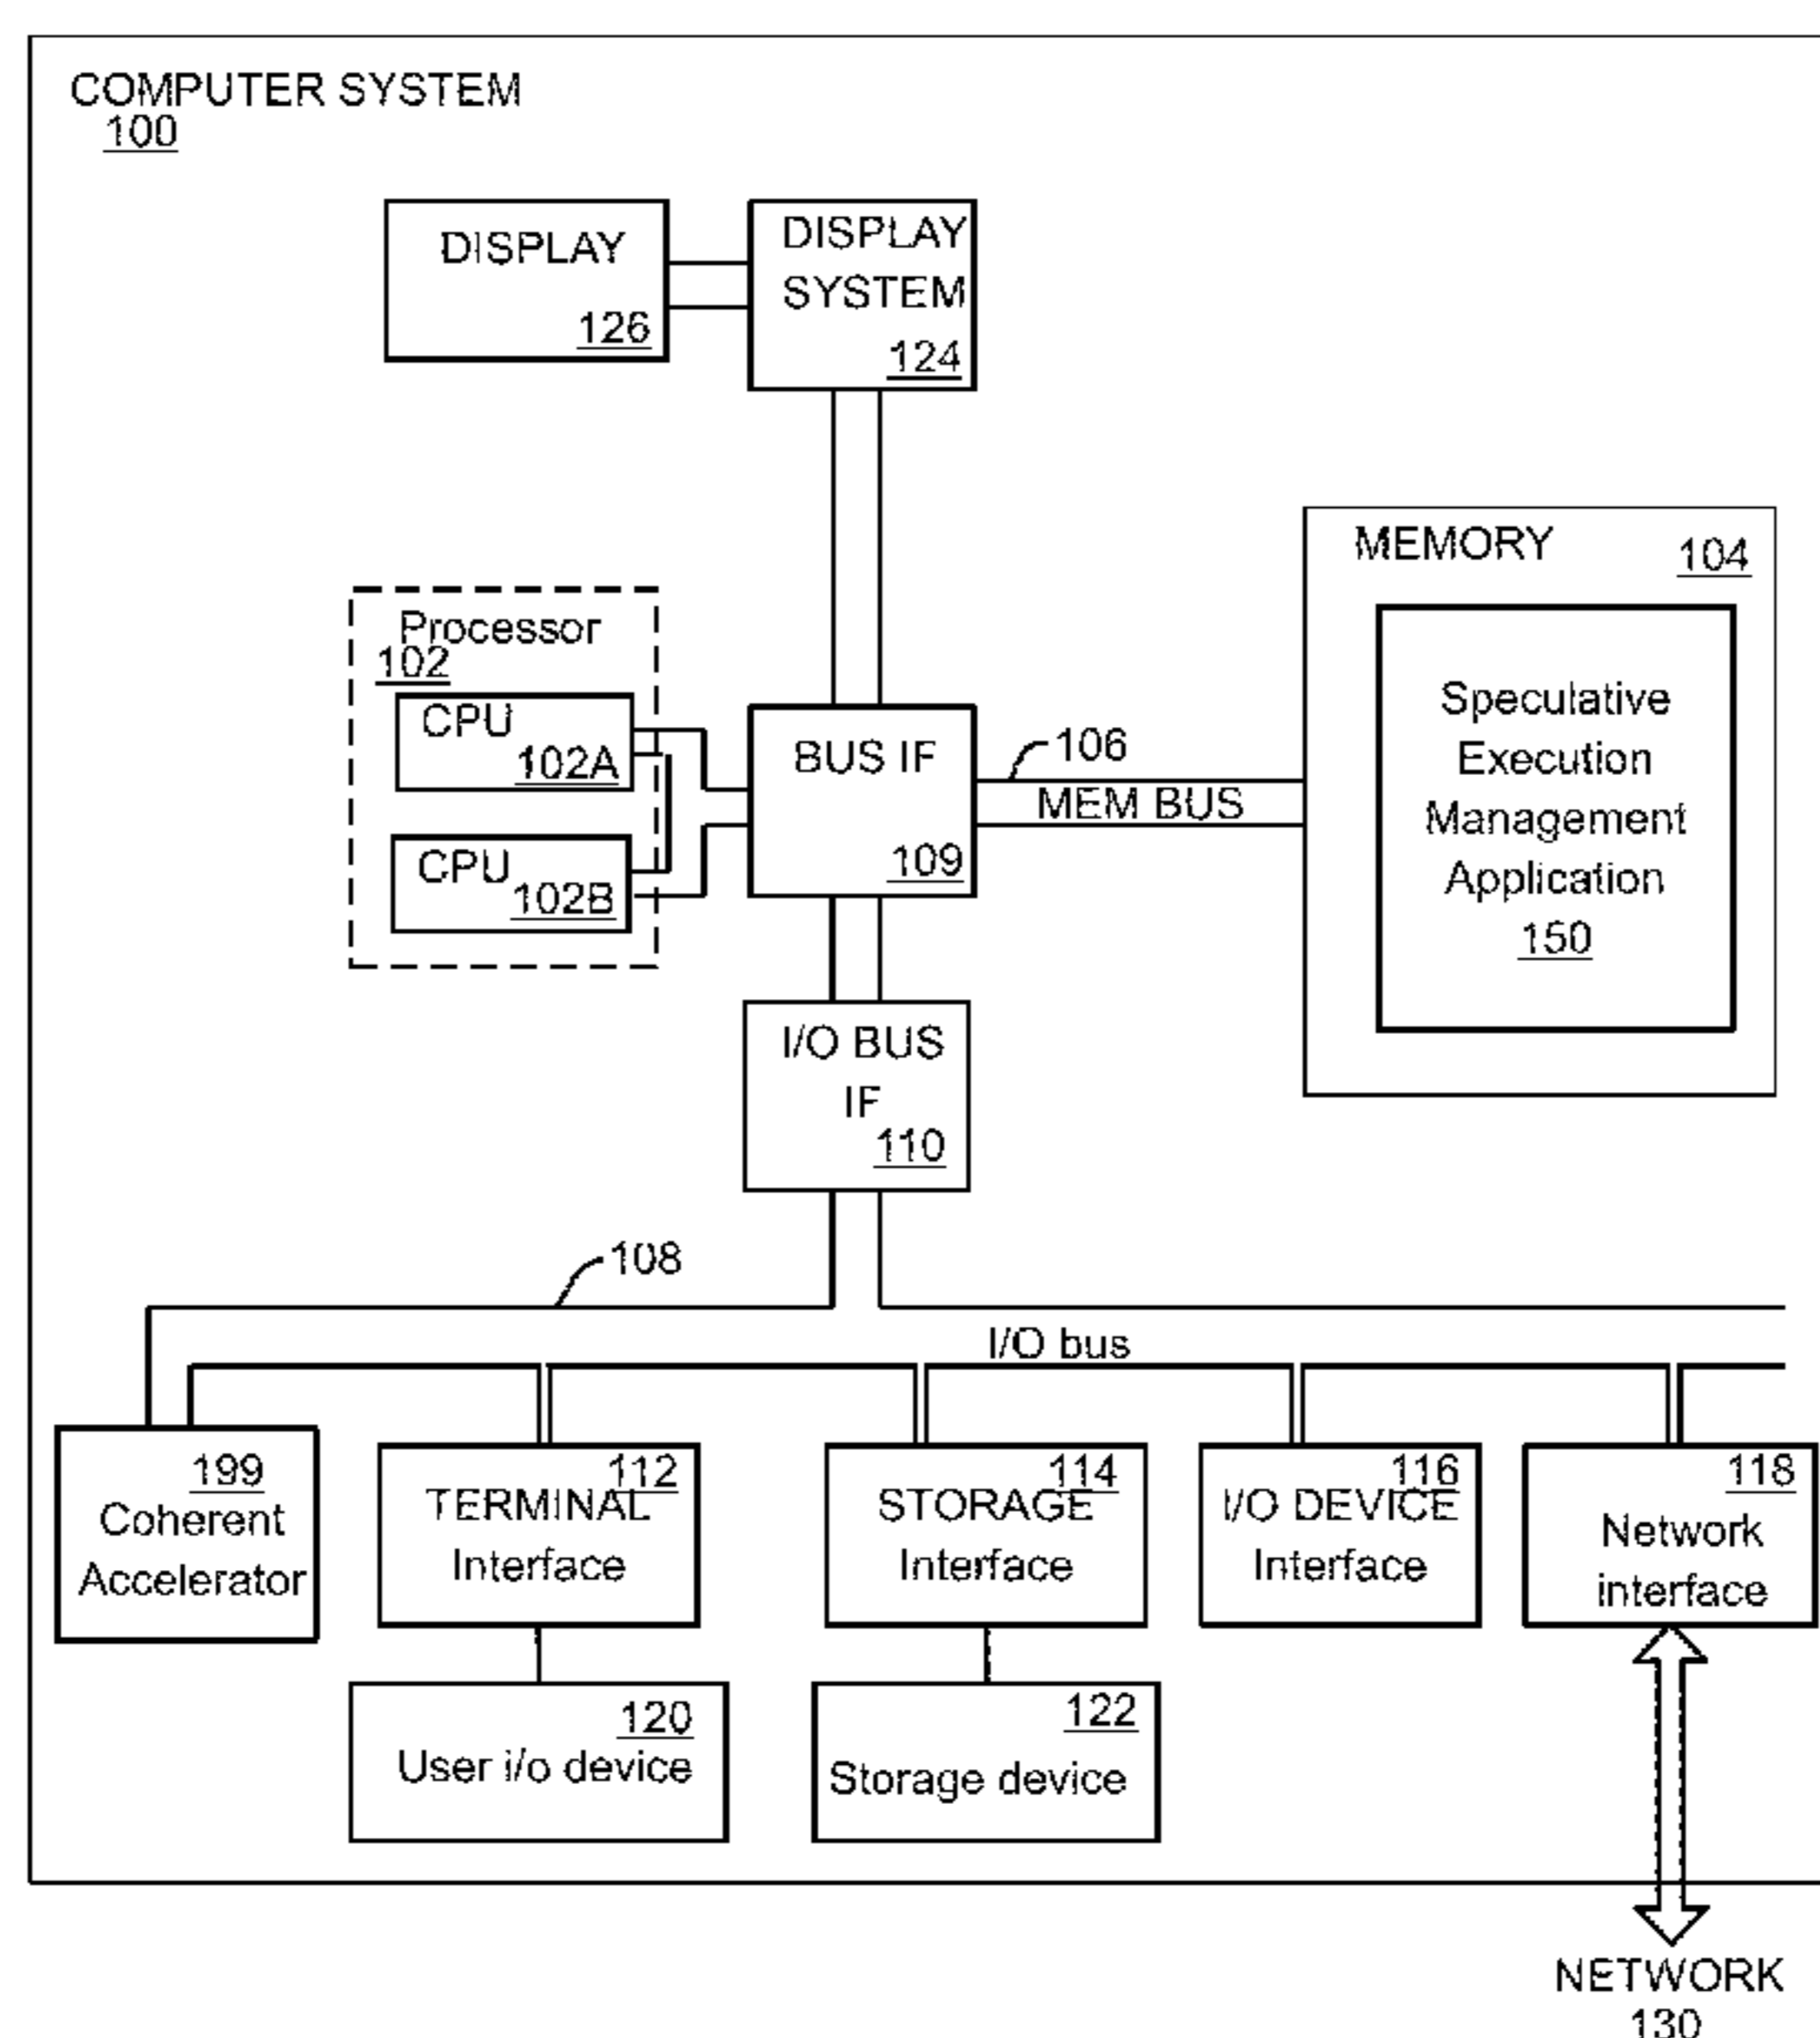 COMPUTER SYSTEM
100
DISPLAY
126
DISPLAY
SYSTEM
124
MEMORY
104
Speculative
Execution
Management
Application
150
Processor
102
CPU
102A
CPU
102B
BUS IF
109
106
MEM BUS
I/O BUS
IF
110
108
I/O bus
199
Coherent
Accelerator
112
TERMINAL
Interface
114
STORAGE
Interface
116
I/O DEVICE
Interface
118
Network
interface
120
User i/o device
122
Storage device
NETWORK
130